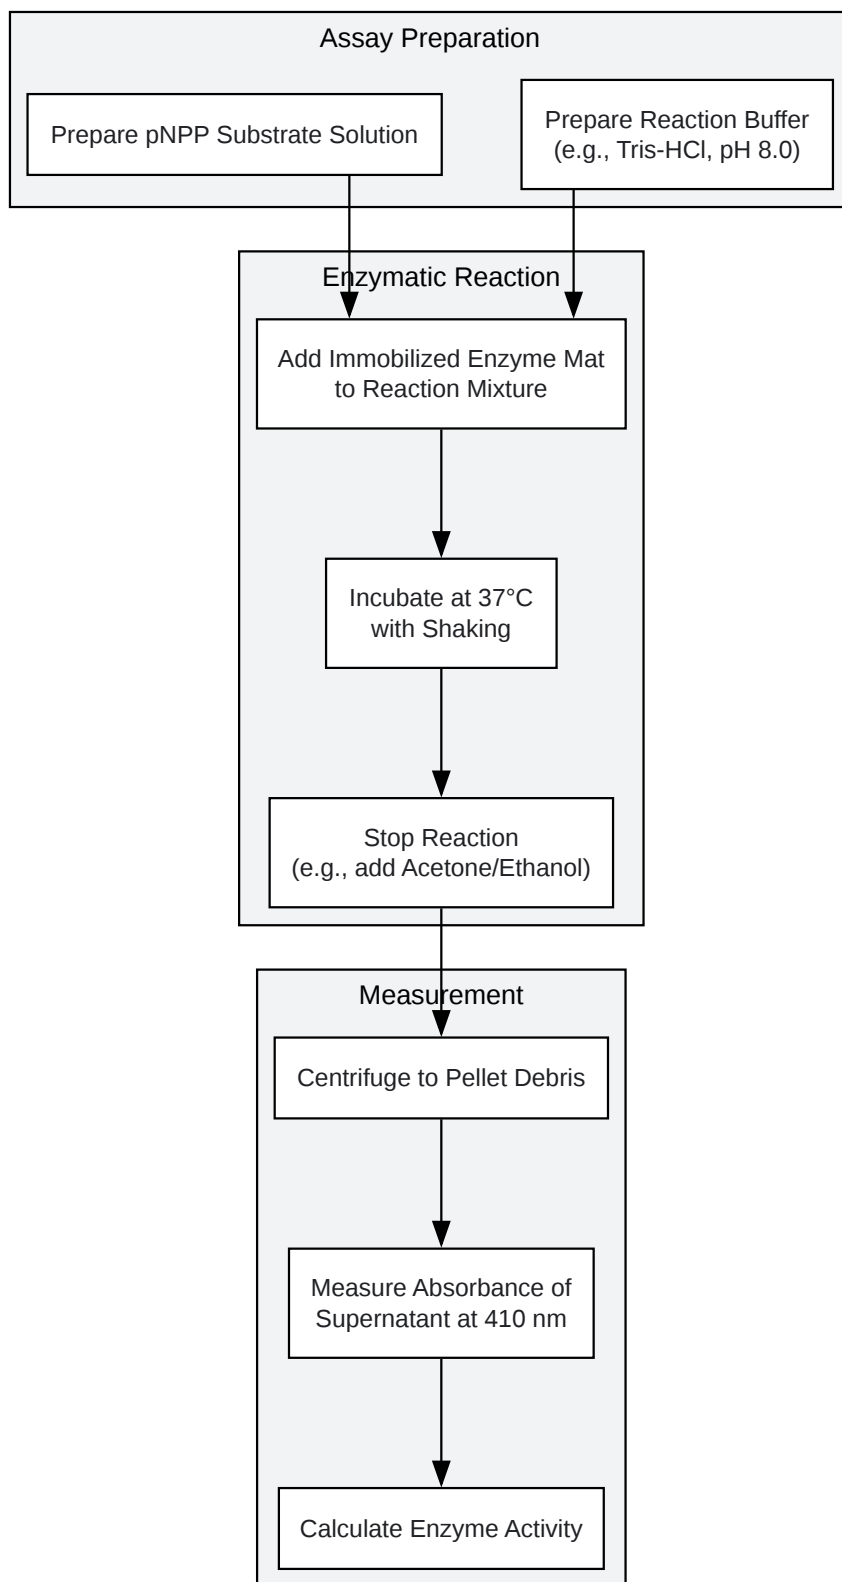 Assay Preparation
Prepare pNPP Substrate Solution
Prepare Reaction Buffer
(e.g., Tris-HCl, pH 8.0)
Enzymatic Reaction
Add Immobilized Enzyme Mat
to Reaction Mixture
Incubate at 37°C
with Shaking
Stop Reaction
(e.g., add Acetone/Ethanol)
Measurement
Centrifuge to Pellet Debris
Measure Absorbance of
Supernatant at 410 nm
Calculate Enzyme Activity